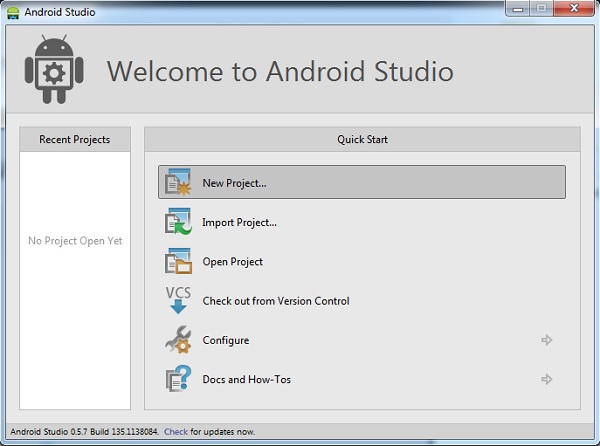 Android Studio
Welcome to Android Studio
Recent Projects
No Project Open Yet
Quick Start
New Project...
Import Project...
Open Project
VCS
Check out from Version Control
Configure
Docs and How-Tos
Android Studio 0.5.7 Build 135.1138084. Check for updates now.